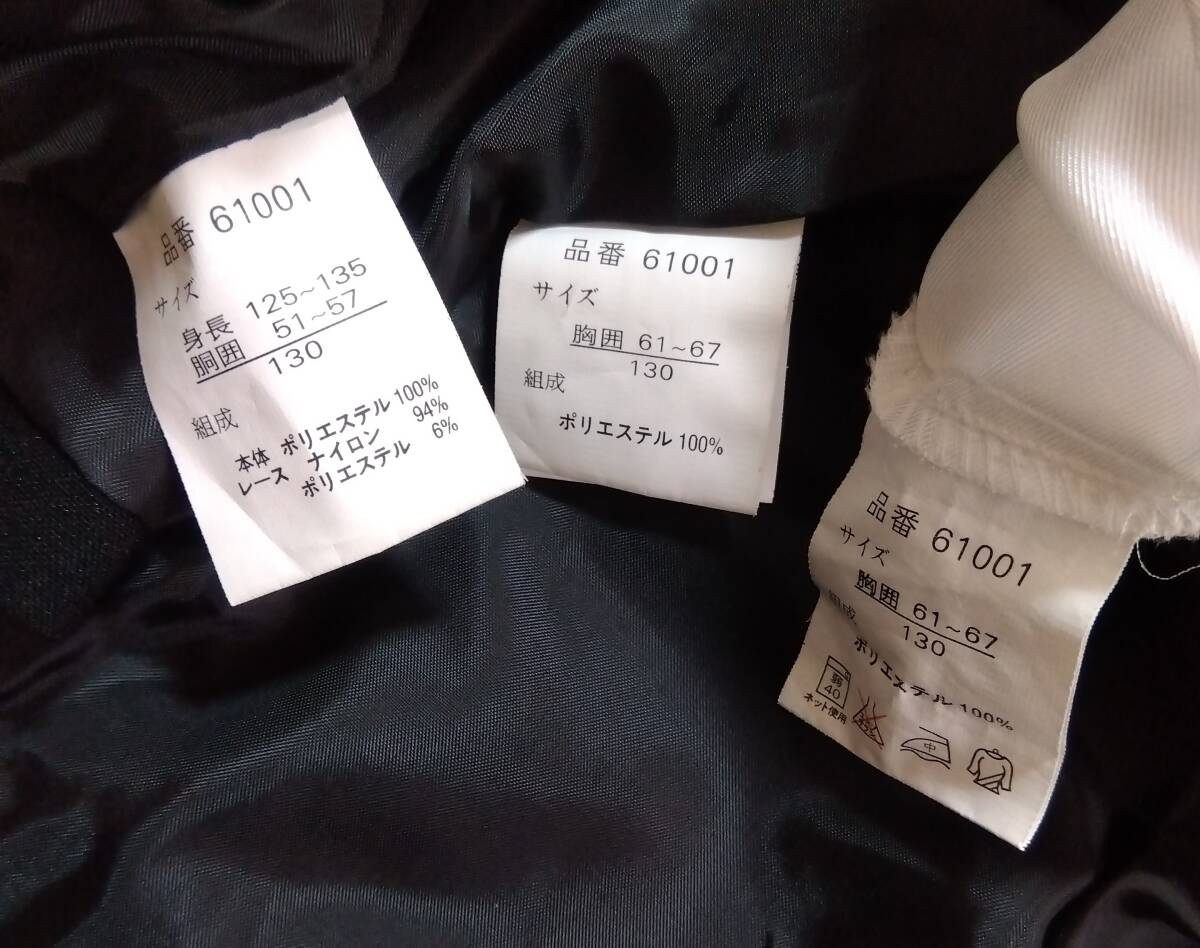 品番 61001
サイズ
身長 125~135
胴囲 51~57
130
組成
本体 ポリエステル 100%
レース ナイロン 94%
ポリエステル 6%
品番 61001
サイズ
胸囲 61~67
130
組成
ポリエステル 100%
品番 61001
サイズ
胸囲 61~67
130
組成
ポリエステル 100%
弱
40
ネット使用
中